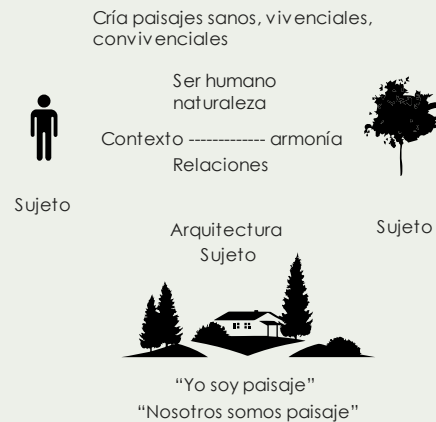 Cría paisajes sanos, vivenciales,
convivenciales
Ser humano
naturaleza
Contexto ------------- armonía
Relaciones
Sujeto
Sujeto
Arquitectura
Sujeto
“Yo soy paisaje”
“Nosotros somos paisaje”